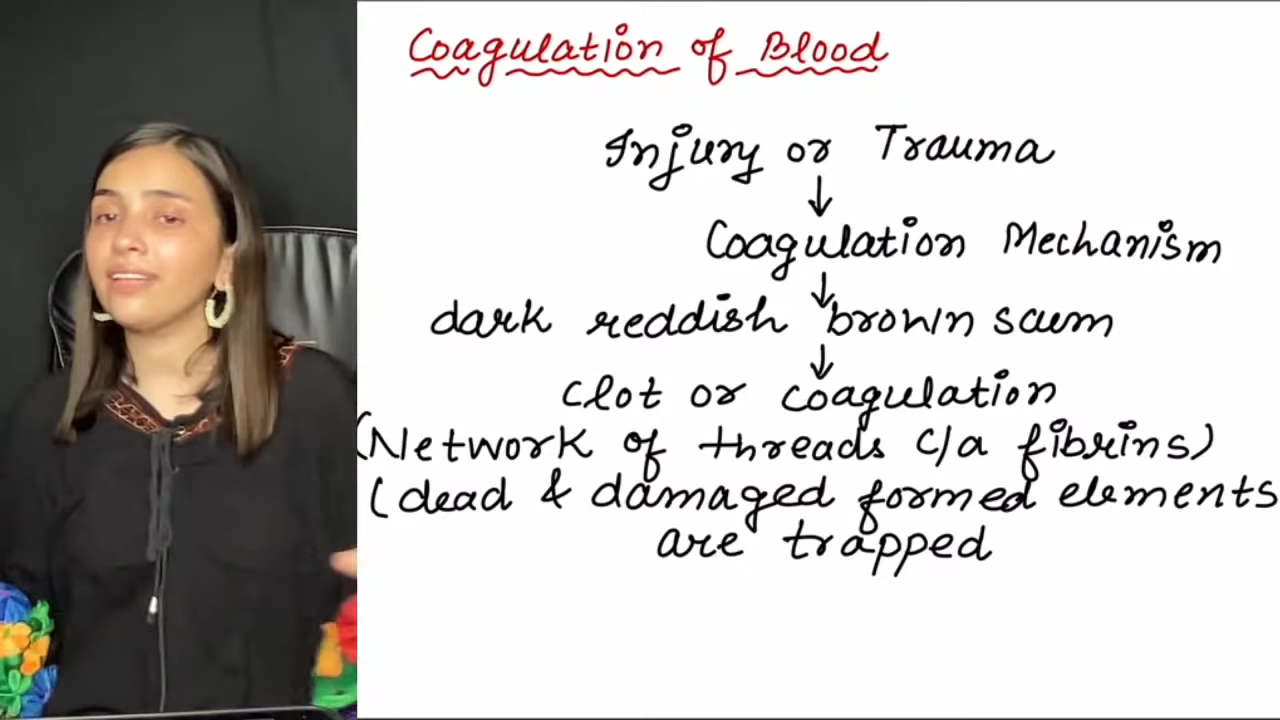 Coagulation of Blood
Injury or Trauma
↓
Coagulation Mechanism
↓
dark reddish brown scum
↓
Clot or coagulation
(Network of threads c/a fibrins)
(dead & damaged formed elements
are trapped